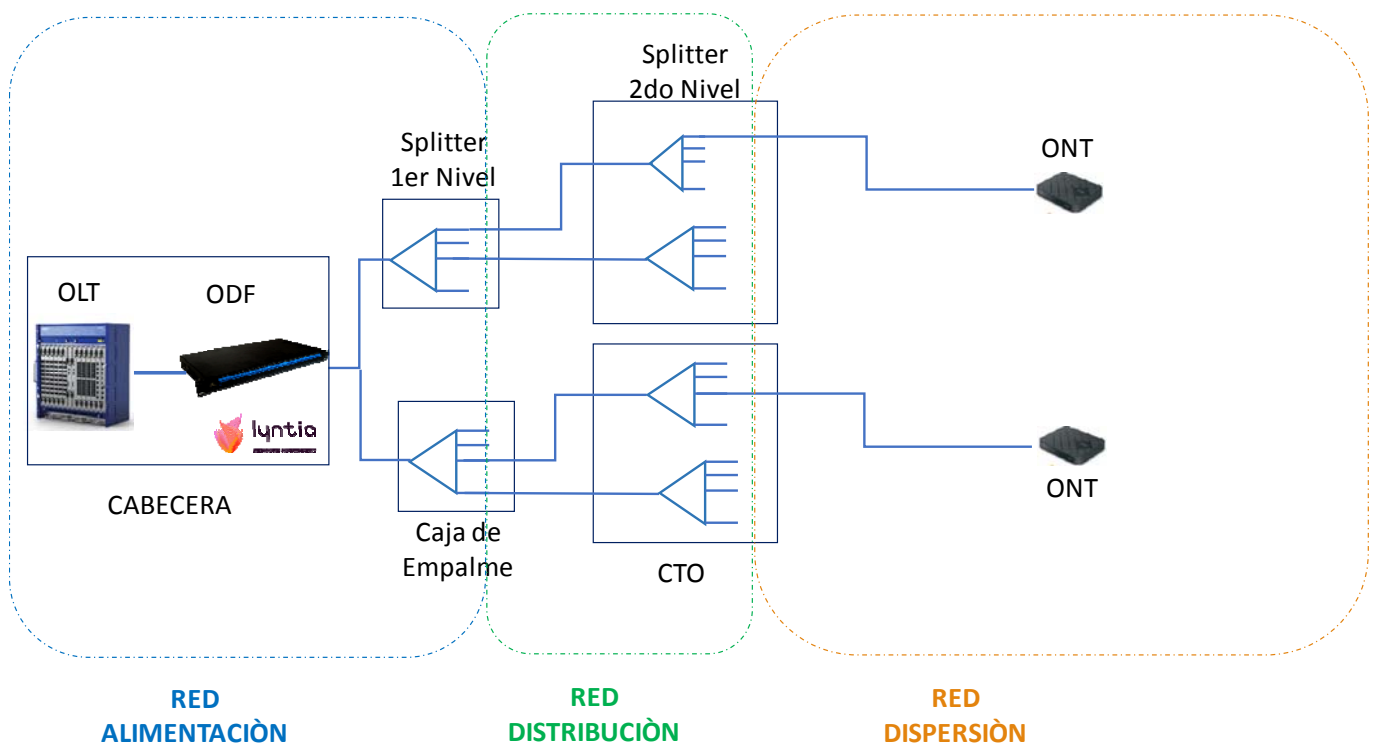 Splitter
2do Nivel
Splitter
1er Nivel
ONT
OLT
ODF
lyntia
CABECERA
Caja de
Empalme
CTO
ONT
RED
ALIMENTACIÒN
RED
DISTRIBUCIÒN
RED
DISPERSIÒN